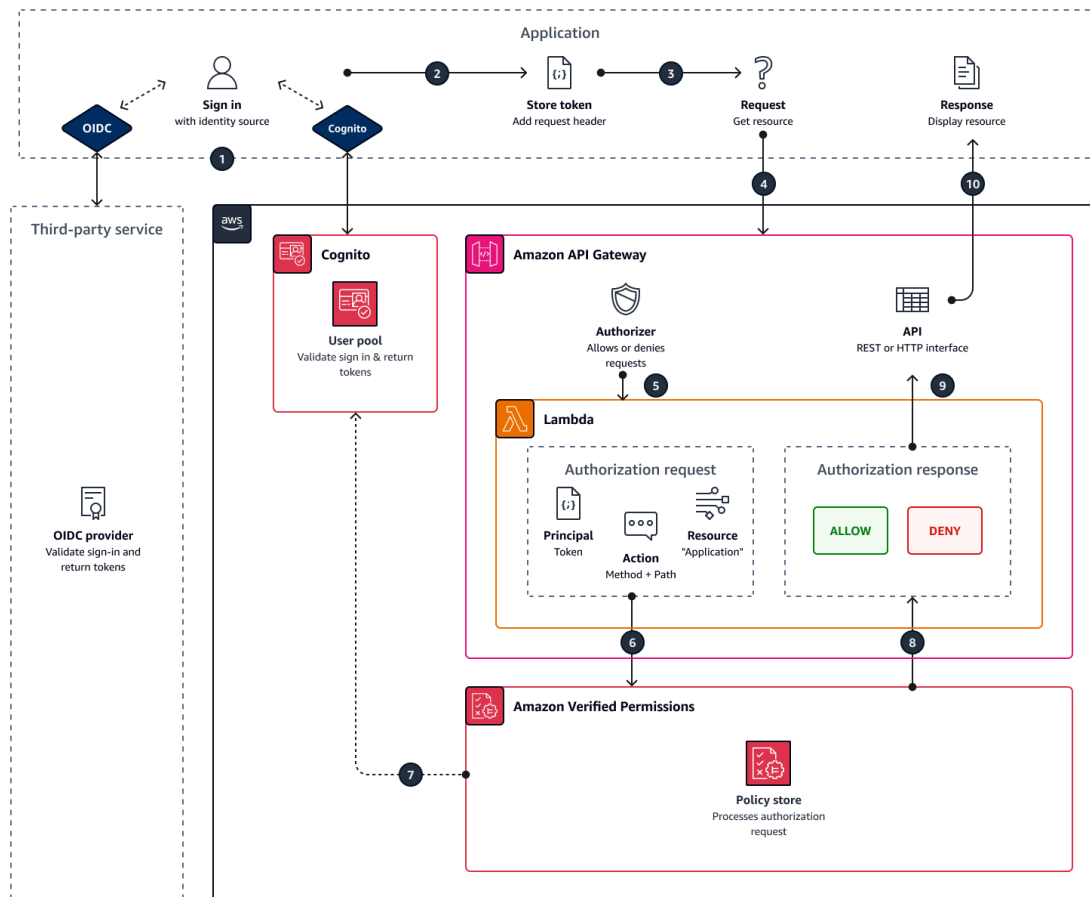 Application
2
3
{;}
Sign in
with identity source
Store token
Add request header
Request
Get resource
Response
Display resource
OIDC
Cognito
1
4
10
Third-party service
aws
Cognito
User pool
Validate sign in & return
tokens
Amazon API Gateway
</>
Authorizer
Allows or denies
requests
API
REST or HTTP interface
5
9
Lambda
Authorization request
{;}
Principal
Token
Action
Method + Path
Resource
"Application"
Authorization response
ALLOW
DENY
OIDC provider
Validate sign-in and
return tokens
6
8
Amazon Verified Permissions
7
Policy store
Processes authorization
request